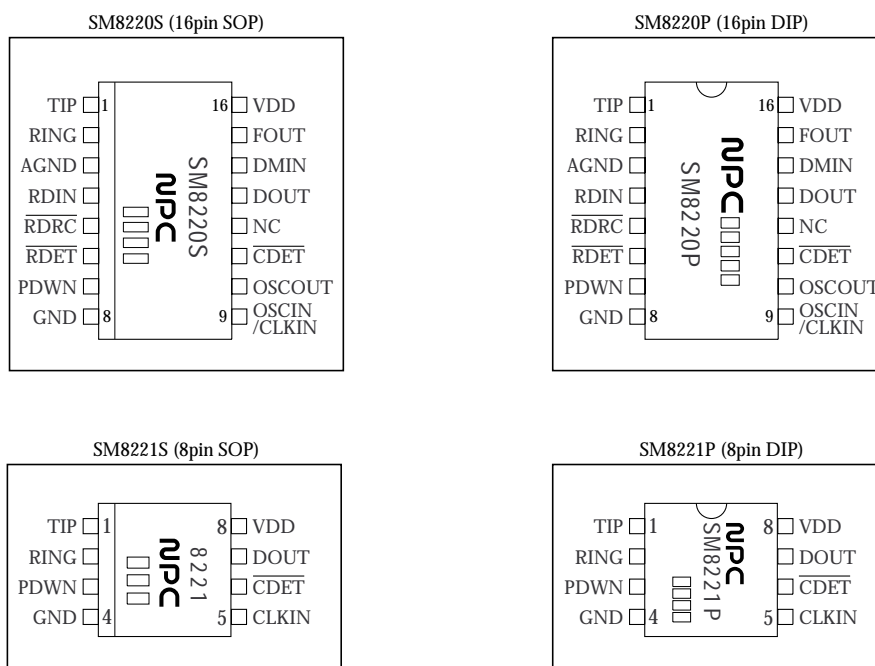 SM8220S (16pin SOP)
TIP 1 16 VDD
RING FOUT
AGND DMIN
RDIN DOUT
RDRC NC
RDET CDET
PDWN OSCOUT
GND 8 9 OSCIN
/CLKIN
NPC
SM8220S
SM8220P (16pin DIP)
TIP 1 16 VDD
RING FOUT
AGND DMIN
RDIN DOUT
RDRC NC
RDET CDET
PDWN OSCOUT
GND 8 9 OSCIN
/CLKIN
SM8220P
NPC
SM8221S (8pin SOP)
TIP 1 8 VDD
RING DOUT
PDWN CDET
GND 4 5 CLKIN
NPC
8221
SM8221P (8pin DIP)
TIP 1 8 VDD
RING DOUT
PDWN CDET
GND 4 5 CLKIN
SM8221P
NPC